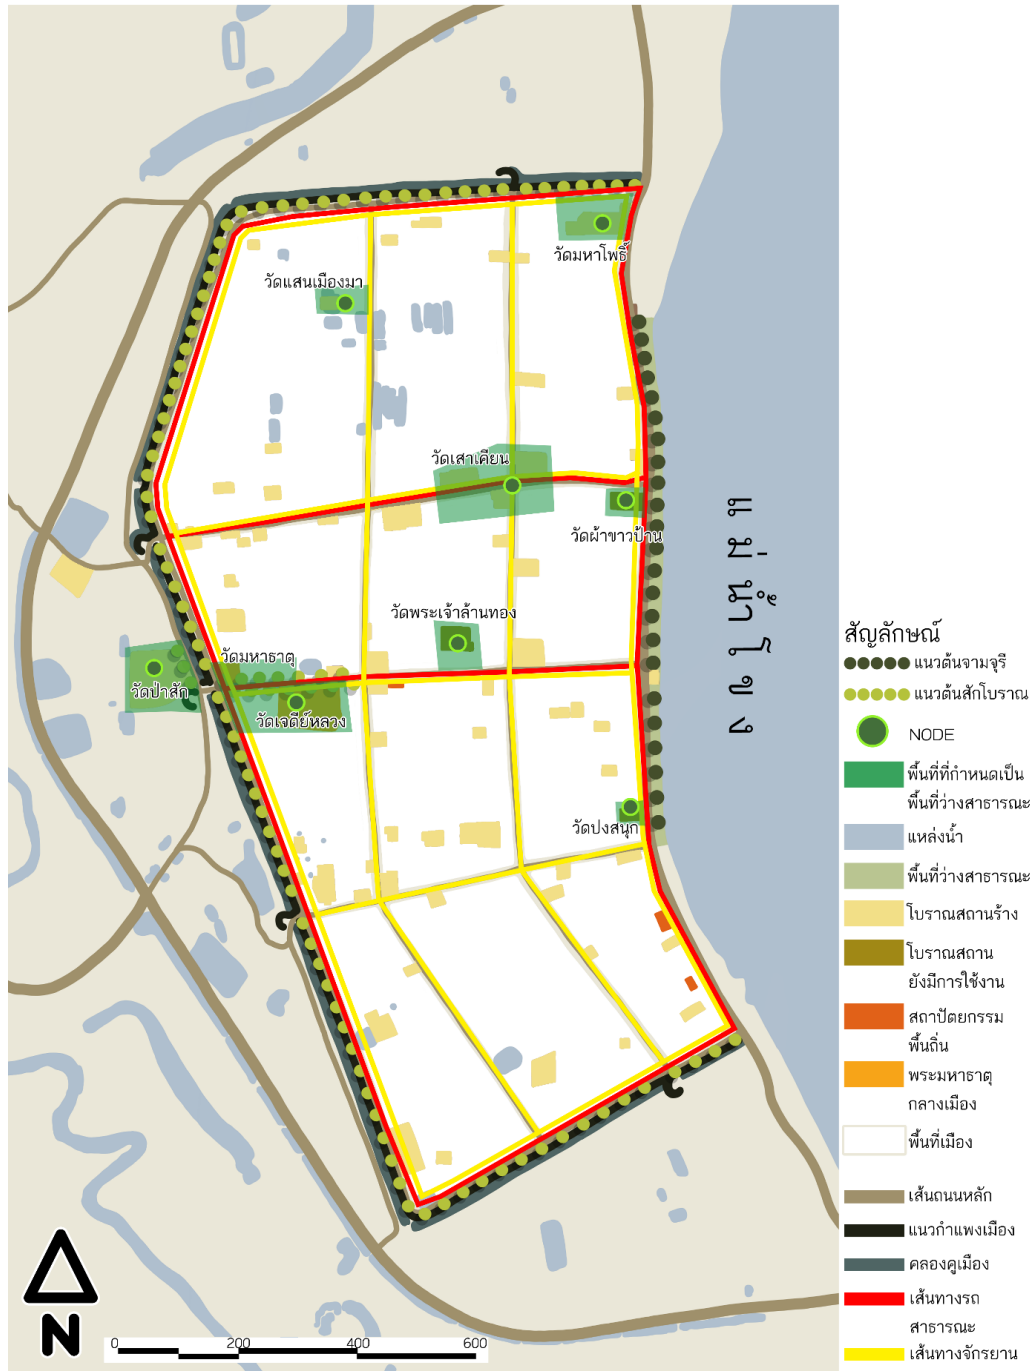 วัดมหาโพธิ์
วัดแสนเมืองมา
วัดเสาเคียน
วัดผ้าขาวป้าน
แม่น้ำโขง
วัดพระเจ้าล้านทอง
วัดมหาธาตุ
วัดป่าสัก
วัดเจดีย์หลวง
วัดปงสนุก
สัญลักษณ์
แนวต้นจามจุรี
แนวต้นสักโบราณ
NODE
พื้นที่ที่กำหนดเป็น
พื้นที่ว่างสาธารณะ
แหล่งน้ำ
พื้นที่ว่างสาธารณะ
โบราณสถานร้าง
โบราณสถาน
ยังมีการใช้งาน
สถาปัตยกรรม
พื้นถิ่น
พระมหาธาตุ
กลางเมือง
พื้นที่เมือง
เส้นถนนหลัก
แนวกำแพงเมือง
คลองคูเมือง
เส้นทางรถ
สาธารณะ
เส้นทางจักรยาน
N
0 200 400 600